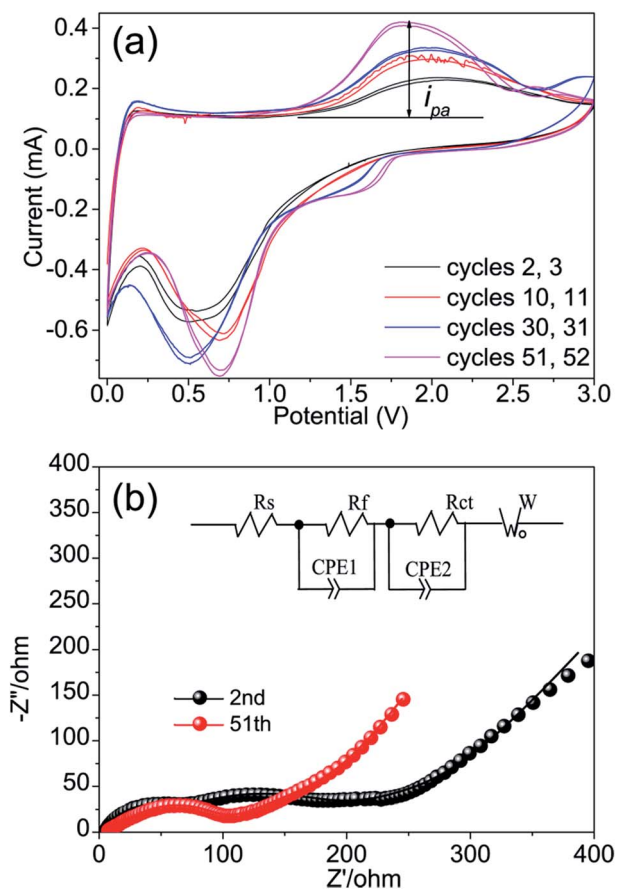 (a)
0.4
0.2
0.0
-0.2
-0.4
-0.6
Current (mA)
i_pa
cycles 2, 3
cycles 10, 11
cycles 30, 31
cycles 51, 52
0.0 0.5 1.0 1.5 2.0 2.5 3.0
Potential (V)
(b)
400
350
300
250
200
150
100
50
0
-Z"/ohm
Rs Rf Rct W
CPE1 CPE2
o
2nd
51th
0 100 200 300 400
Z'/ohm